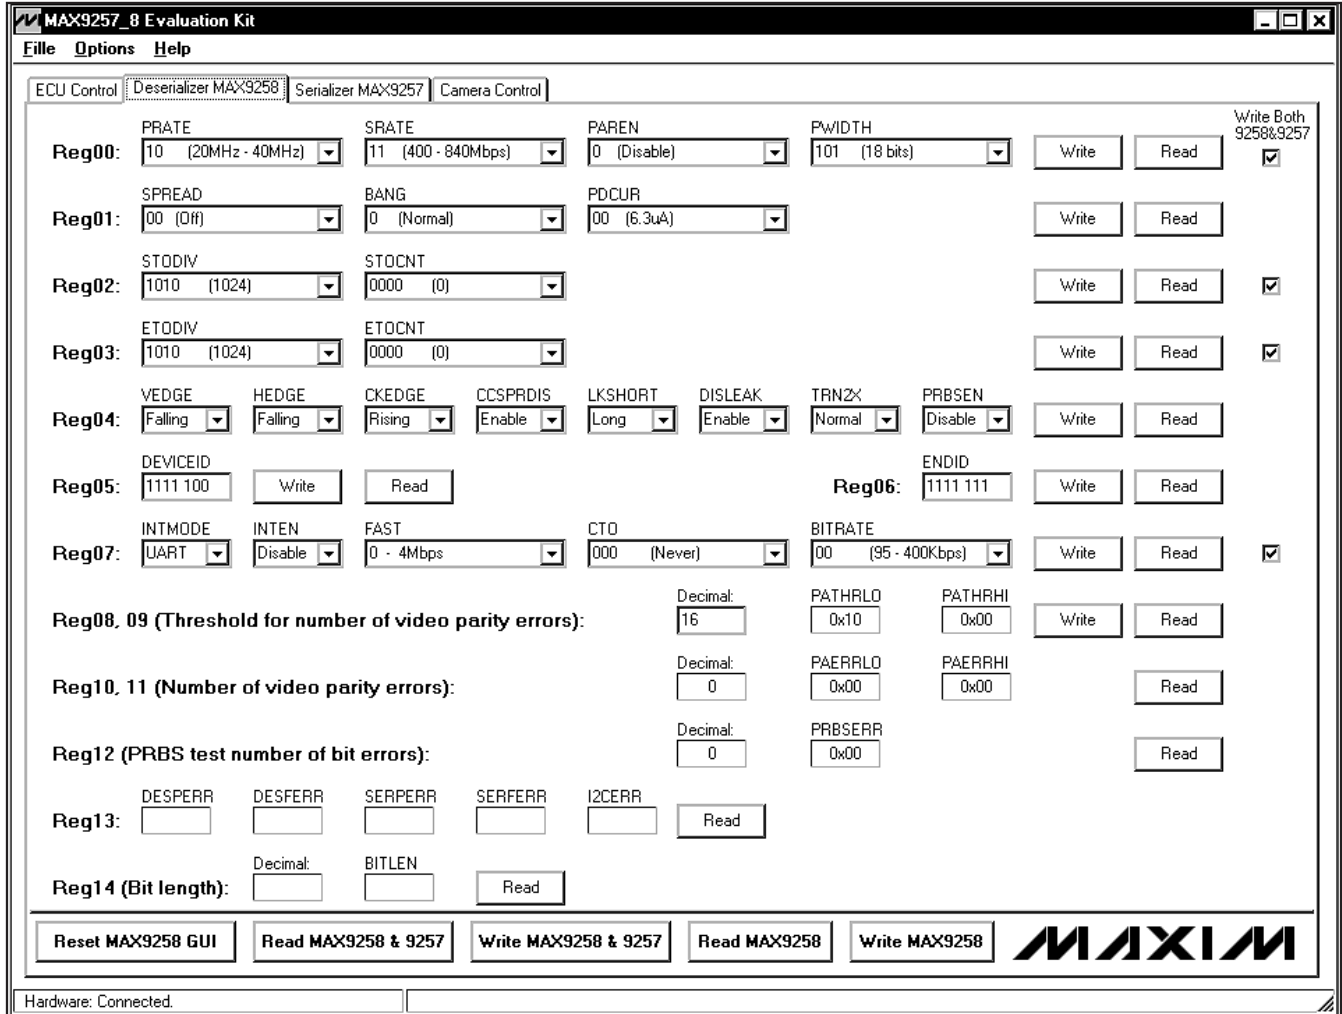 MAX9257_8 Evaluation Kit
Fille Options Help
ECU Control Deserializer MAX9258 Serializer MAX9257 Camera Control
Write Both
9258&9257
PRATE SRATE PAREN PWIDTH
Reg00: 10 (20MHz - 40MHz) 11 (400 - 840Mbps) 0 (Disable) 101 (18 bits) Write Read
SPREAD BANG PDCUR
Reg01: 00 (Off) 0 (Normal) 00 (6.3uA) Write Read
STODIV STOCNT
Reg02: 1010 (1024) 0000 (0) Write Read
ETODIV ETOCNT
Reg03: 1010 (1024) 0000 (0) Write Read
VEDGE HEDGE CKEDGE CCSPRDIS LKSHORT DISLEAK TRN2X PRBSEN
Reg04: Falling Falling Rising Enable Long Enable Normal Disable Write Read
DEVICEID ENDID
Reg05: 1111 100 Write Read Reg06: 1111 111 Write Read
INTMODE INTEN FAST CTO BITRATE
Reg07: UART Disable 0 - 4Mbps 000 (Never) 00 (95 - 400Kbps) Write Read
Decimal: PATHRLO PATHRHI
Reg08, 09 (Threshold for number of video parity errors): 16 0x10 0x00 Write Read
Decimal: PAERRLO PAERRHI
Reg10, 11 (Number of video parity errors): 0 0x00 0x00 Read
Decimal: PRBSERR
Reg12 (PRBS test number of bit errors): 0 0x00 Read
DESPERR DESFERR SERPERR SERFERR I2CERR
Reg13: Read
Decimal: BITLEN
Reg14 (Bit length): Read
Reset MAX9258 GUI Read MAX9258 & 9257 Write MAX9258 & 9257 Read MAX9258 Write MAX9258 MAXIM
Hardware: Connected.